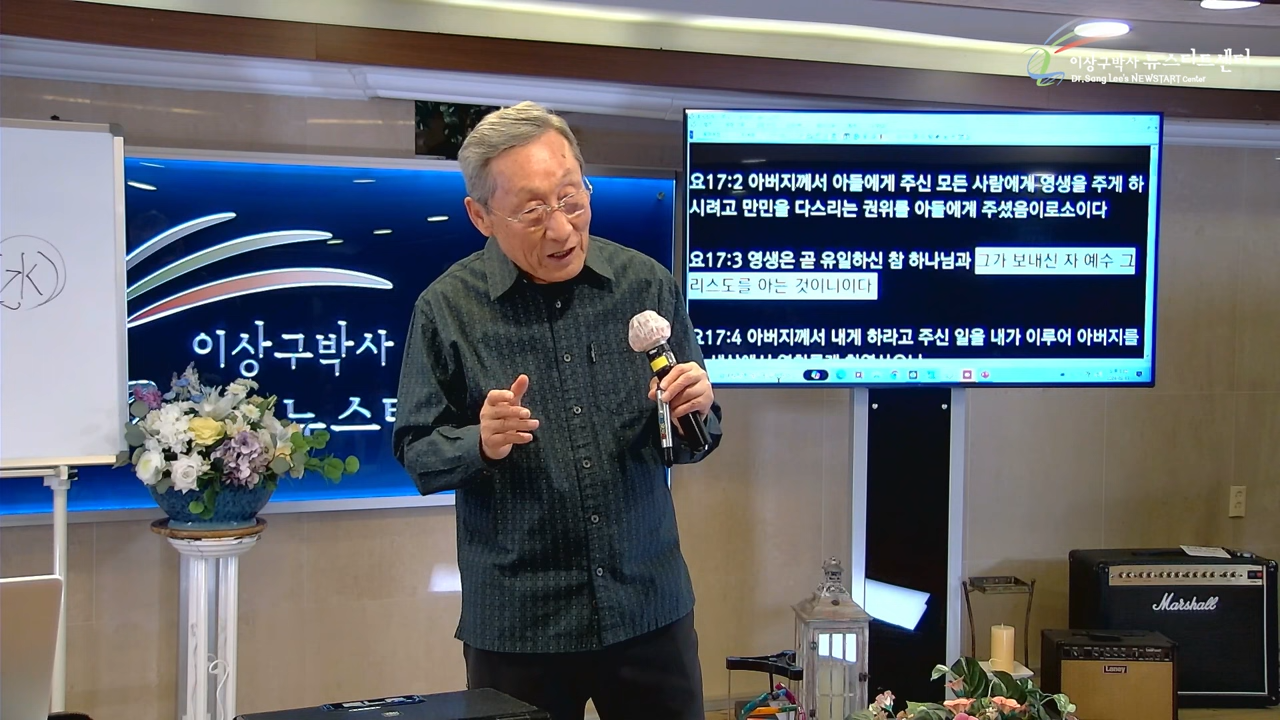 이상구박사 뉴스타트센터
Dr. Sang Lee's NEWSTART Center
水
이상구박사
뉴스타
요17:2 아버지께서 아들에게 주신 모든 사람에게 영생을 주게 하
시려고 만민을 다스리는 권위를 아들에게 주셨음이로소이다
요17:3 영생은 곧 유일하신 참 하나님과 그가 보내신 자 예수 그
리스도를 아는 것이니이다
요17:4 아버지께서 내게 하라고 주신 일을 내가 이루어 아버지를
Marshall
Laney